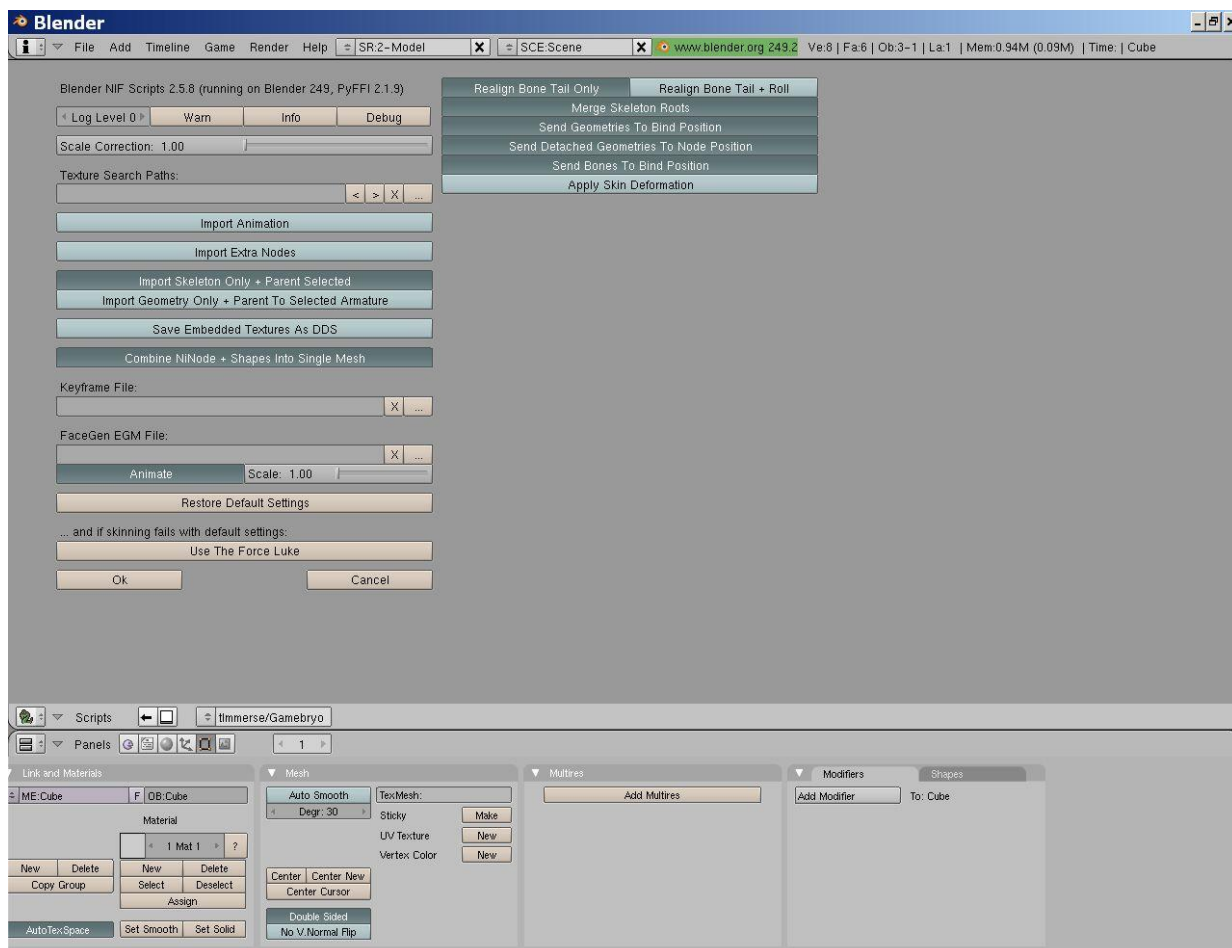 Blender
File Add Timeline Game Render Help SR:2-Model X SCE:Scene X www.blender.org 249.2 Ve:8 | Fa:6 | Ob:3-1 | La:1 | Mem:0.94M (0.09M) | Time: | Cube
Blender NIF Scripts 2.5.8 (running on Blender 249, PyFFI 2.1.9)
Log Level 0 Warn Info Debug
Scale Correction: 1.00
Texture Search Paths:
< > X ...
Import Animation
Import Extra Nodes
Import Skeleton Only + Parent Selected
Import Geometry Only + Parent To Selected Armature
Save Embedded Textures As DDS
Combine NiNode + Shapes Into Single Mesh
Keyframe File:
X ...
FaceGen EGM File:
X ...
Animate Scale: 1.00
Restore Default Settings
... and if skinning fails with default settings:
Use The Force Luke
Ok Cancel
Realign Bone Tail Only Realign Bone Tail + Roll
Merge Skeleton Roots
Send Geometries To Bind Position
Send Detached Geometries To Node Position
Send Bones To Bind Position
Apply Skin Deformation
Scripts tImmerse/Gamebryo
Panels 1
Link and Materials
ME:Cube F OB:Cube
Material
1 Mat 1 ?
New Delete New Delete
Copy Group Select Deselect
Assign
AutoTexSpace Set Smooth Set Solid
Mesh
Auto Smooth TexMesh:
Degr: 30 Sticky Make
UV Texture New
Vertex Color New
Center Center New
Center Cursor
Double Sided
No V.Normal Flip
Multires
Add Multires
Modifiers Shapes
Add Modifier To: Cube